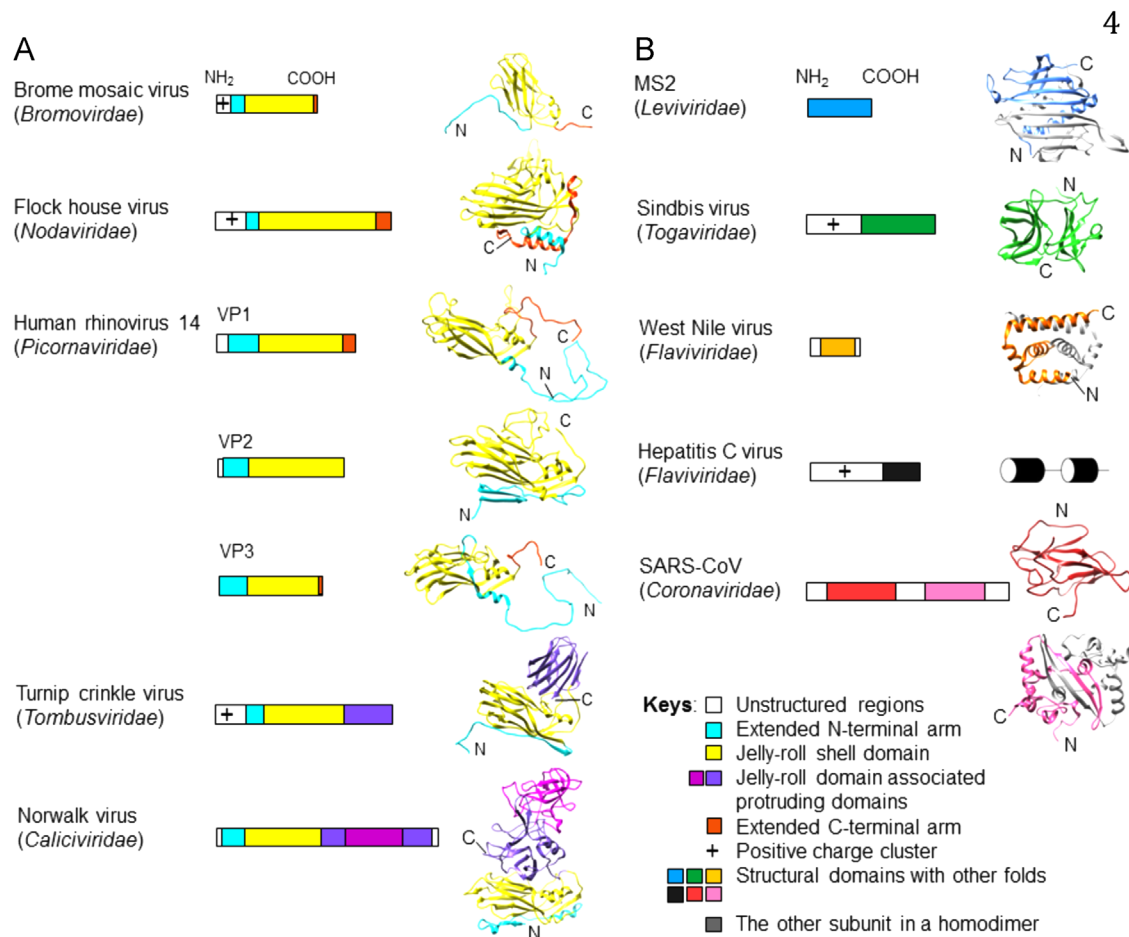 4
A
NH2 COOH
Brome mosaic virus
(Bromovirdae)
+
N
C
Flock house virus
(Nodaviridae)
+
C
N
Human rhinovirus 14
(Picornaviridae)
VP1
C
N
VP2
C
N
VP3
C
N
Turnip crinkle virus
(Tombusviridae)
+
C
N
Norwalk virus
(Caliciviridae)
C
N
B
NH2 COOH
MS2
(Leviviridae)
C
N
Sindbis virus
(Togaviridae)
+
N
C
West Nile virus
(Flaviviridae)
C
N
Hepatitis C virus
(Flaviviridae)
+
SARS-CoV
(Coronaviridae)
N
C
C
N
Keys: Unstructured regions
Extended N-terminal arm
Jelly-roll shell domain
Jelly-roll domain associated
protruding domains
Extended C-terminal arm
+ Positive charge cluster
Structural domains with other folds
The other subunit in a homodimer